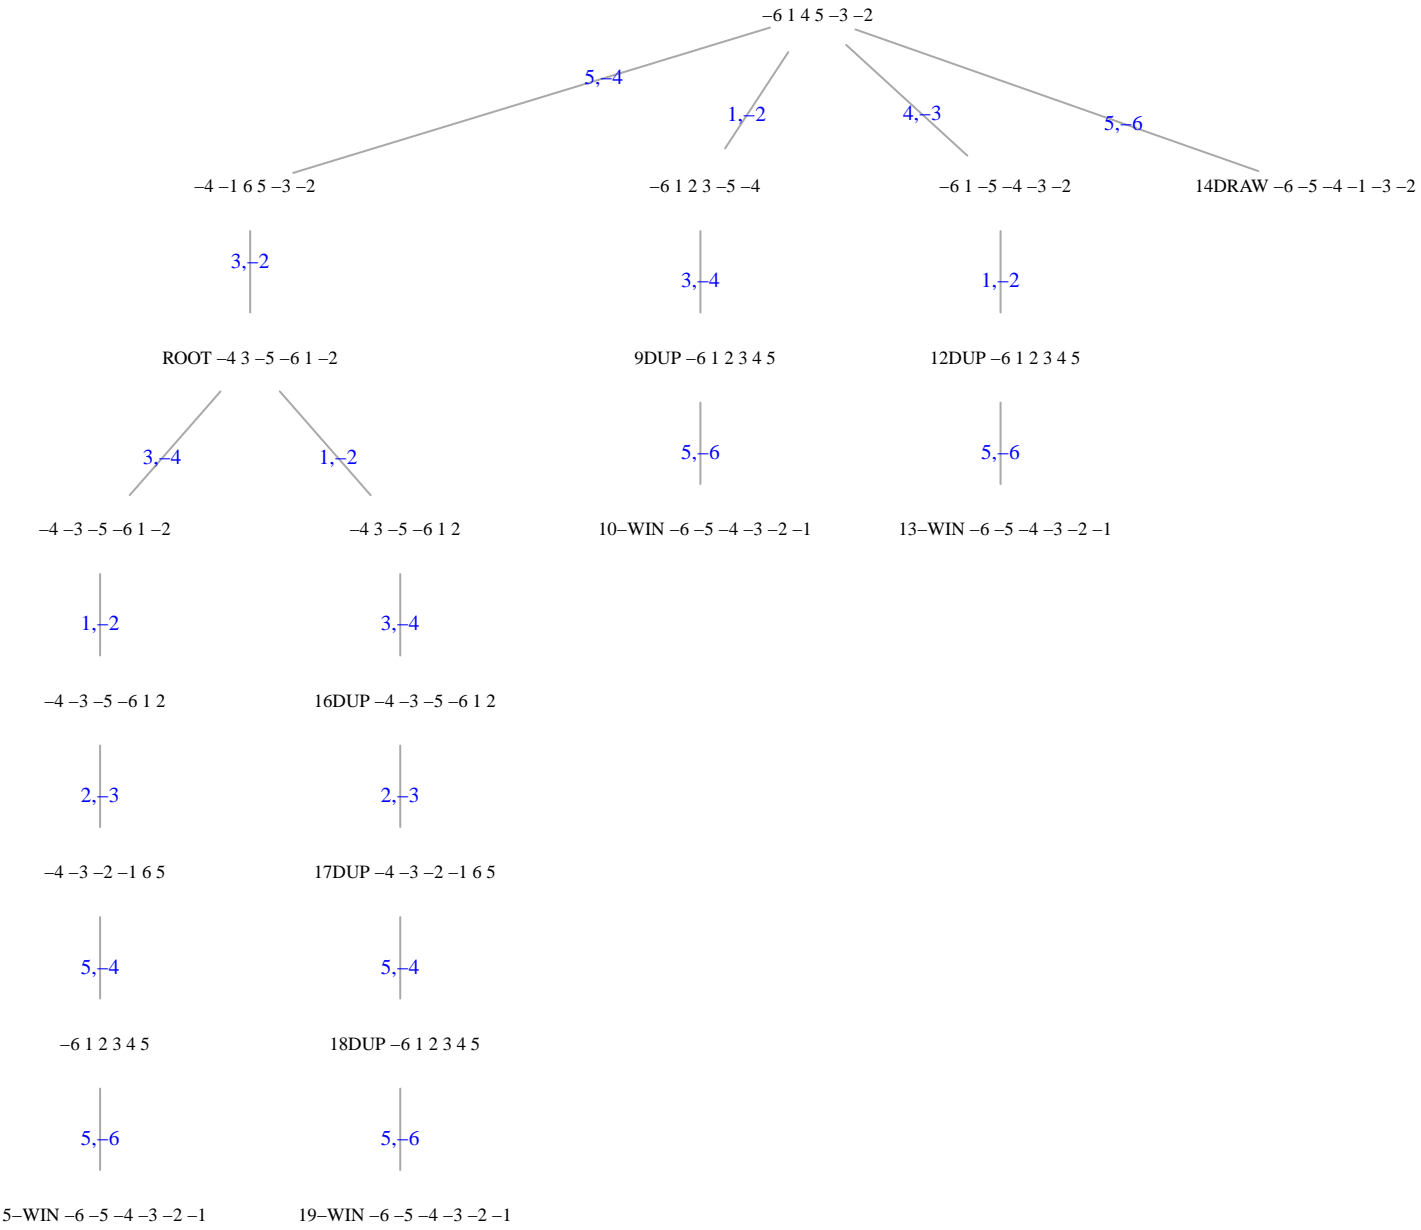 –6 1 4 5 –3 –2
5,–4
1,–2
4,–3
5,–6
–4 –1 6 5 –3 –2
–6 1 2 3 –5 –4
–6 1 –5 –4 –3 –2
14DRAW –6 –5 –4 –1 –3 –2
3,–2
3,–4
1,–2
ROOT –4 3 –5 –6 1 –2
9DUP –6 1 2 3 4 5
12DUP –6 1 2 3 4 5
3,–4
1,–2
5,–6
5,–6
–4 –3 –5 –6 1 –2
–4 3 –5 –6 1 2
10–WIN –6 –5 –4 –3 –2 –1
13–WIN –6 –5 –4 –3 –2 –1
1,–2
3,–4
–4 –3 –5 –6 1 2
16DUP –4 –3 –5 –6 1 2
2,–3
2,–3
–4 –3 –2 –1 6 5
17DUP –4 –3 –2 –1 6 5
5,–4
5,–4
–6 1 2 3 4 5
18DUP –6 1 2 3 4 5
5,–6
5,–6
5–WIN –6 –5 –4 –3 –2 –1
19–WIN –6 –5 –4 –3 –2 –1